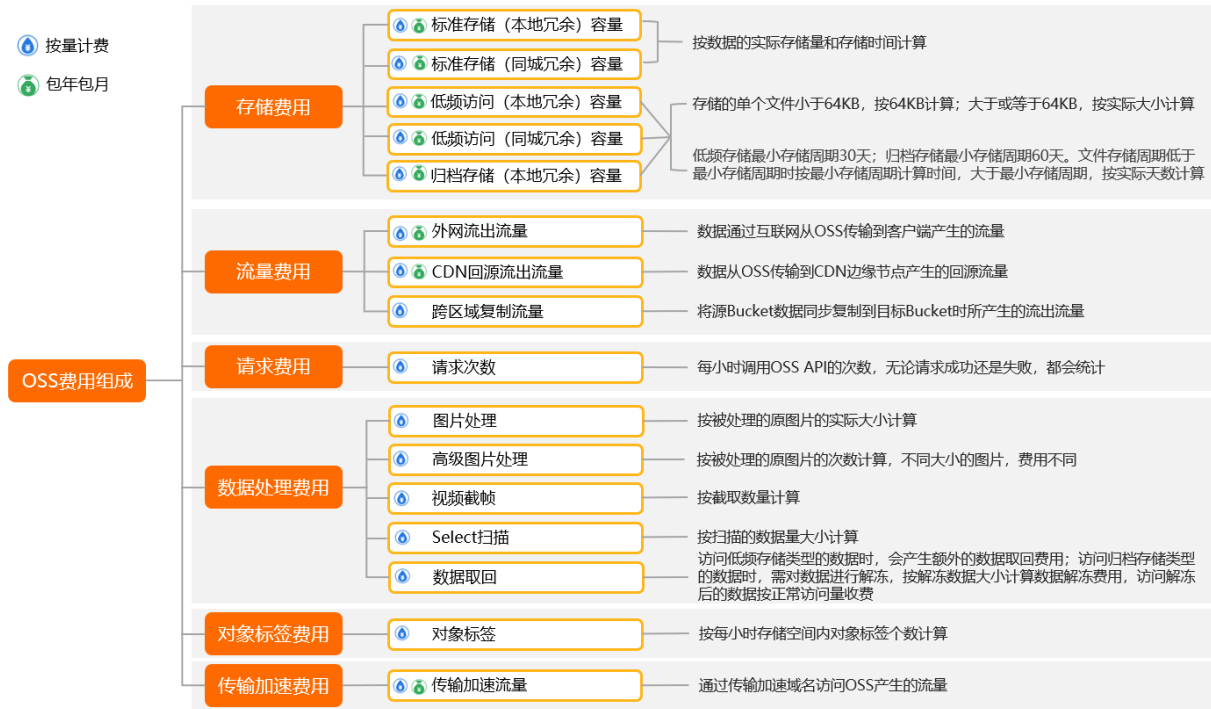 按量计费
包年包月
OSS费用组成
存储费用
标准存储（本地冗余）容量
标准存储（同城冗余）容量
按数据的实际存储量和存储时间计算
低频访问（本地冗余）容量
低频访问（同城冗余）容量
归档存储（本地冗余）容量
存储的单个文件小于64KB，按64KB计算；大于或等于64KB，按实际大小计算
低频存储最小存储周期30天；归档存储最小存储周期60天。文件存储周期低于
最小存储周期时按最小存储周期计算时间，大于最小存储周期，按实际天数计算
流量费用
外网流出流量
数据通过互联网从OSS传输到客户端产生的流量
CDN回源流出流量
数据从OSS传输到CDN边缘节点产生的回源流量
跨区域复制流量
将源Bucket数据同步复制到目标Bucket时所产生的流出流量
请求费用
请求次数
每小时调用OSS API的次数，无论请求成功还是失败，都会统计
数据处理费用
图片处理
按被处理的原图片的实际大小计算
高级图片处理
按被处理的原图片的次数计算，不同大小的图片，费用不同
视频截帧
按截取数量计算
Select扫描
按扫描的数据量大小计算
数据取回
访问低频存储类型的数据时，会产生额外的数据取回费用；访问归档存储类型
的数据时，需对数据进行解冻，按解冻数据大小计算数据解冻费用，访问解冻
后的数据按正常访问量收费
对象标签费用
对象标签
按每小时存储空间内对象标签个数计算
传输加速费用
传输加速流量
通过传输加速域名访问OSS产生的流量